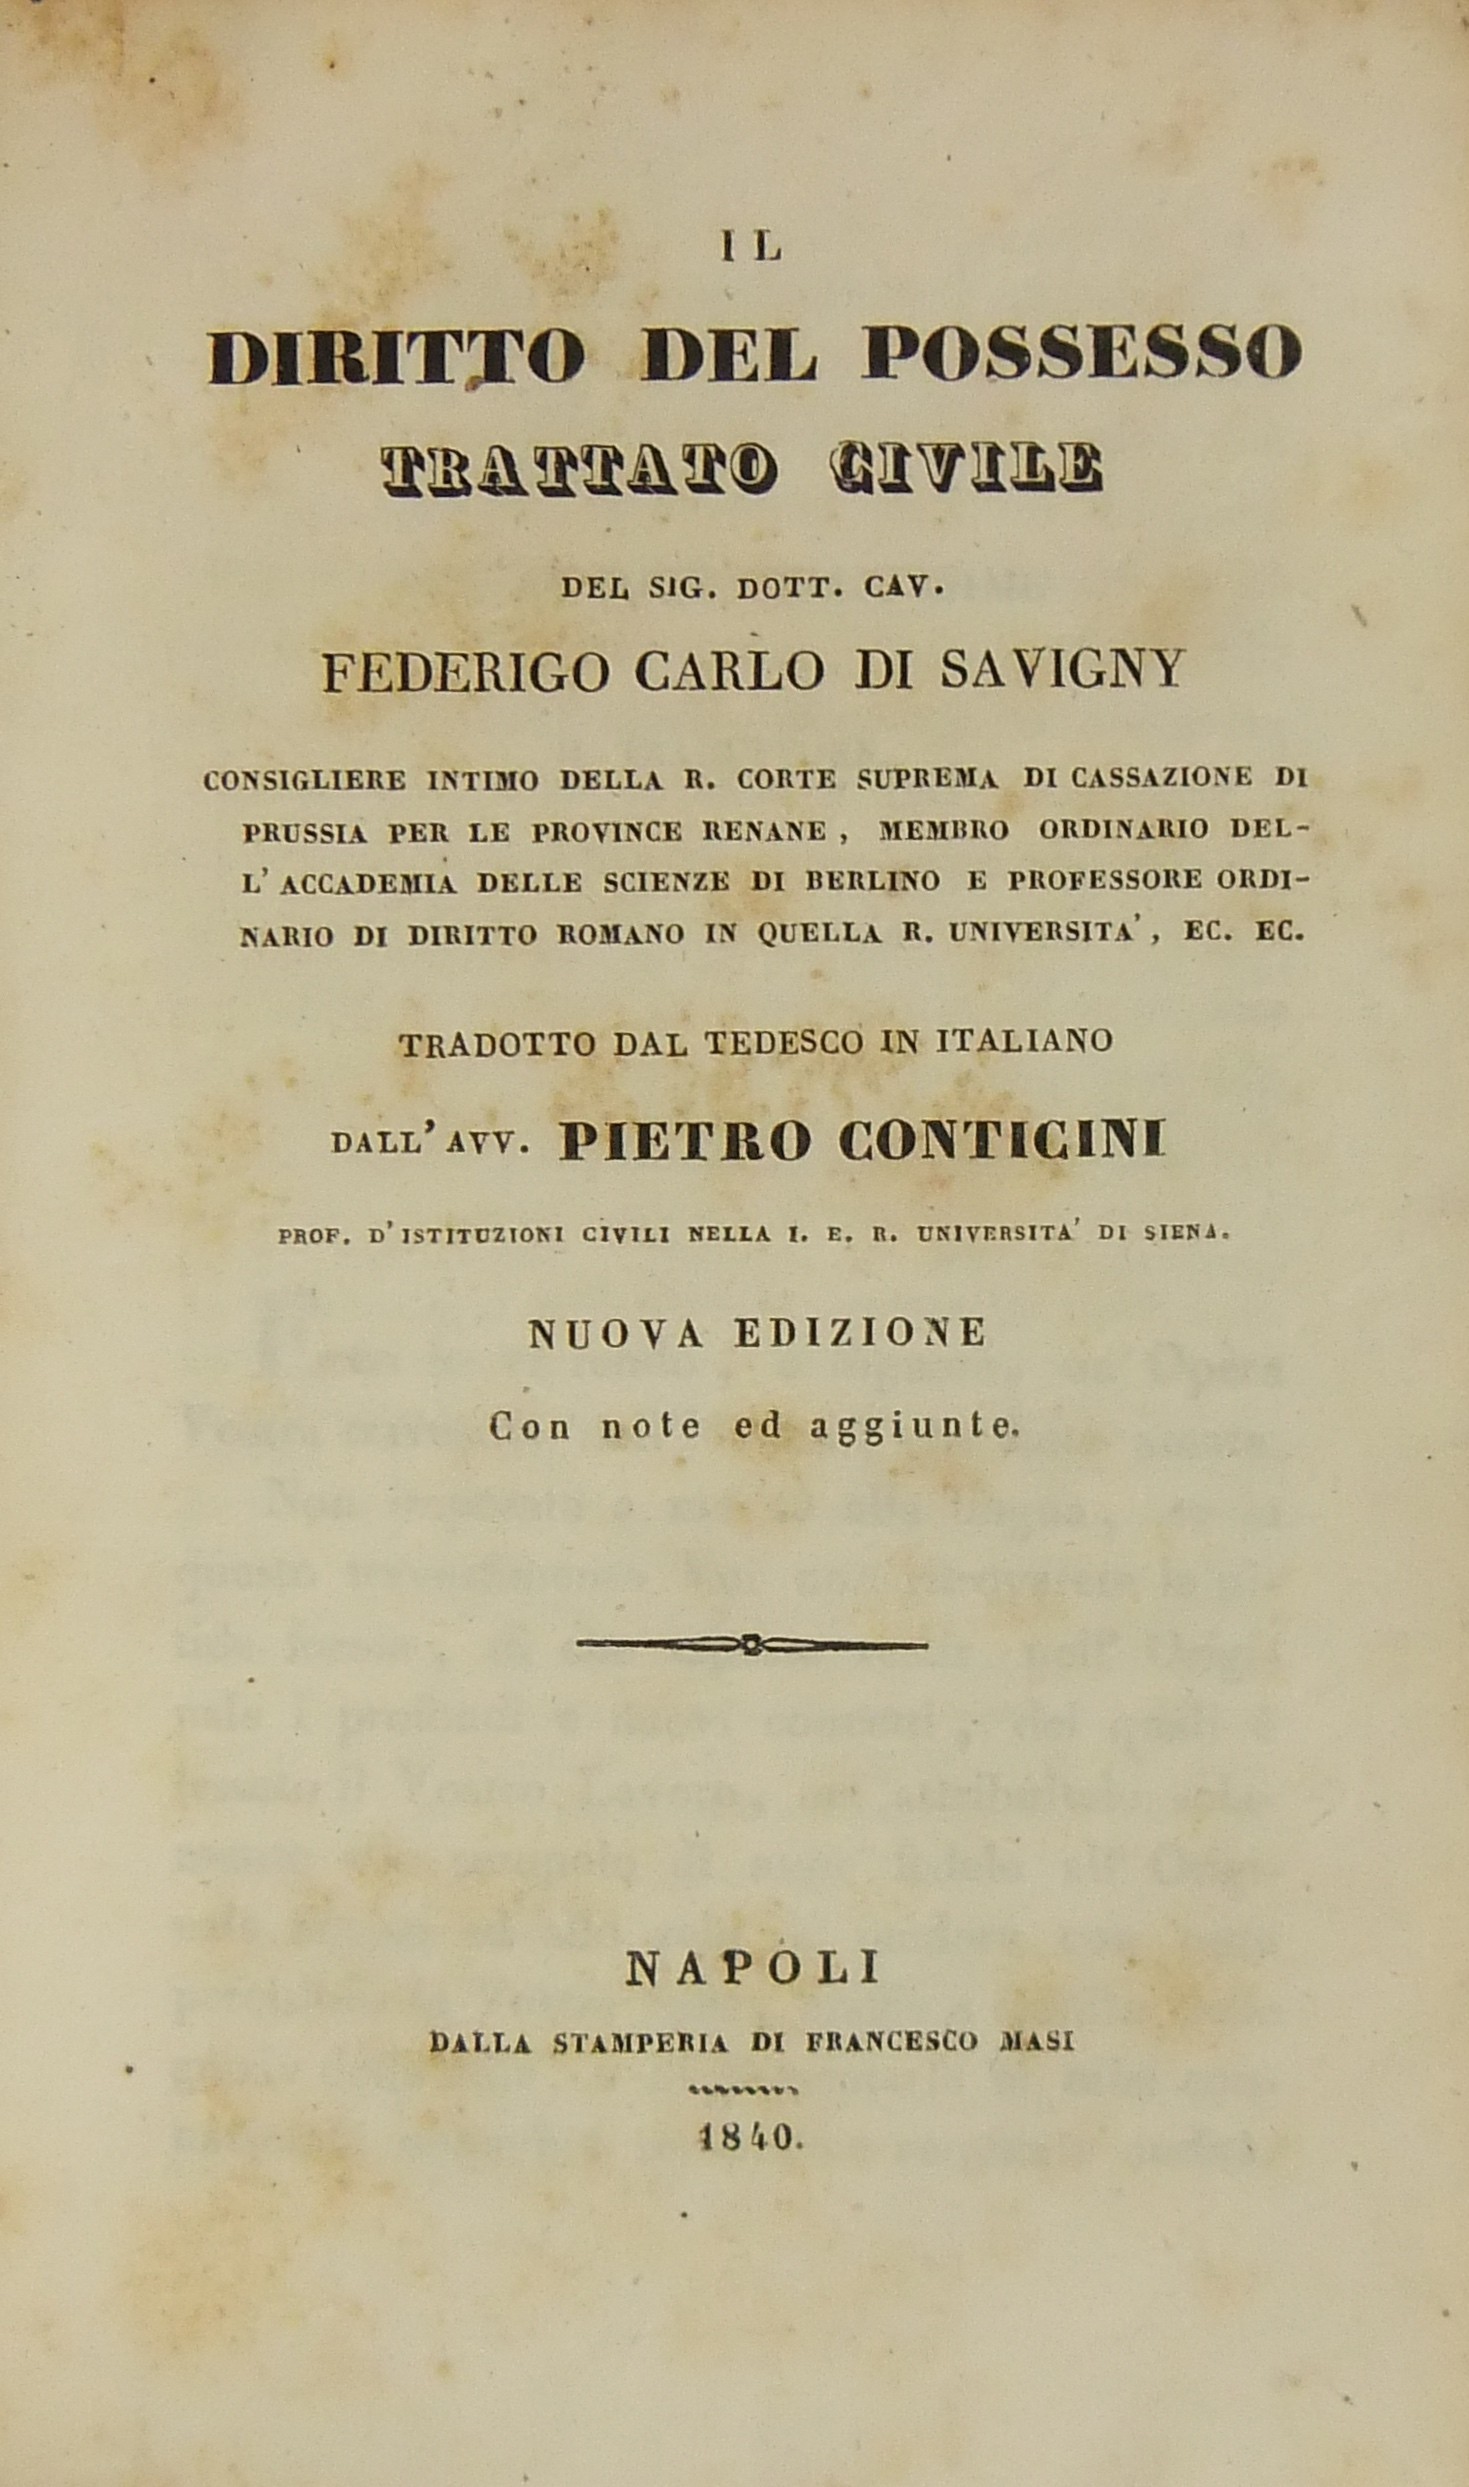 IL
DIRITTO DEL POSSESSO
TRATTATO CIVILE
DEL SIG. DOTT. CAV.
FEDERIGO CARLO DI SAVIGNY
CONSIGLIERE INTIMO DELLA R. CORTE SUPREMA DI CASSAZIONE DI
PRUSSIA PER LE PROVINCE RENANE, MEMBRO ORDINARIO DEL-
L' ACCADEMIA DELLE SCIENZE DI BERLINO E PROFESSORE ORDI-
NARIO DI DIRITTO ROMANO IN QUELLA R. UNIVERSITA', EC. EC.
TRADOTTO DAL TEDESCO IN ITALIANO
DALL' AVV. PIETRO CONTICINI
PROF. D' ISTITUZIONI CIVILI NELLA I. E. R. UNIVERSITA' DI SIENA.
NUOVA EDIZIONE
Con note ed aggiunte.
NAPOLI
DALLA STAMPERIA DI FRANCESCO MASI
1840.